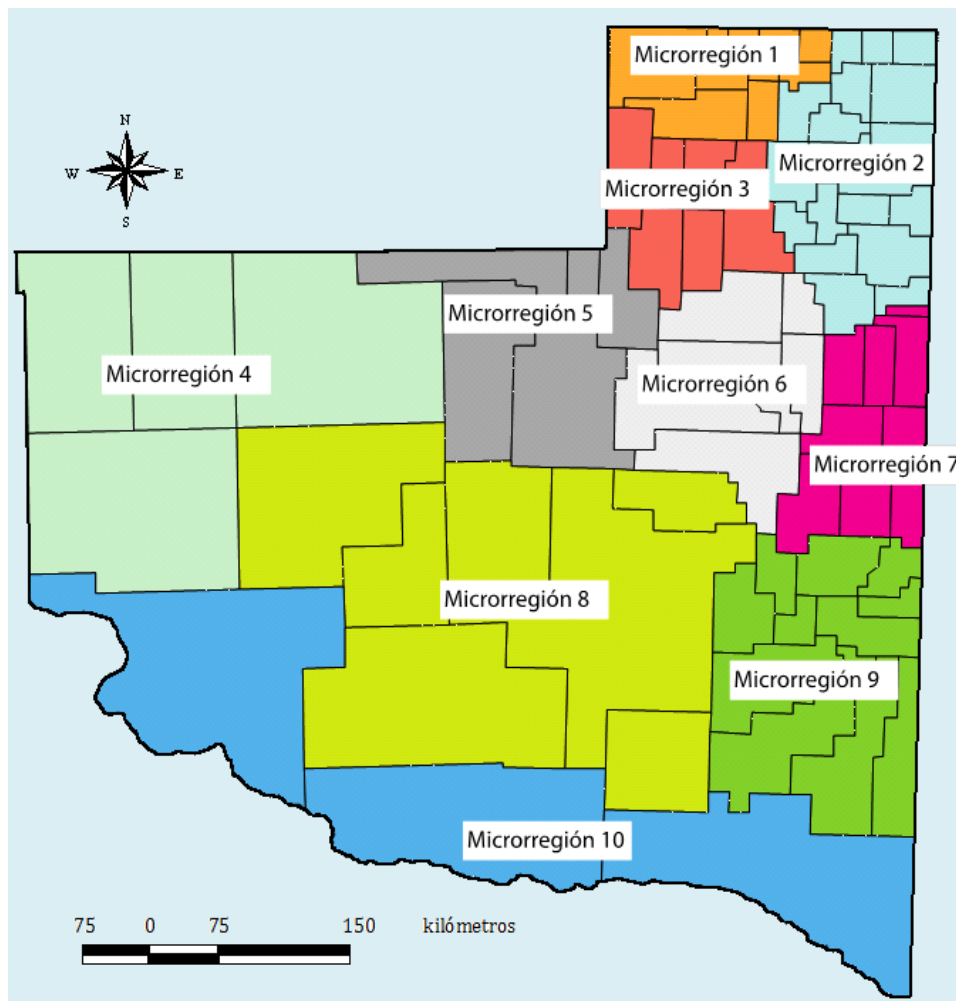 Microrregión 1
N
Microrregión 2
W
E
Microrregión 3
S
Microrregión 5
Microrregión 4
Microrregión 6
Microrregión 7
Microrregión 8
Microrregión 9
Microrregión 10
75 0 75 150 kilómetros